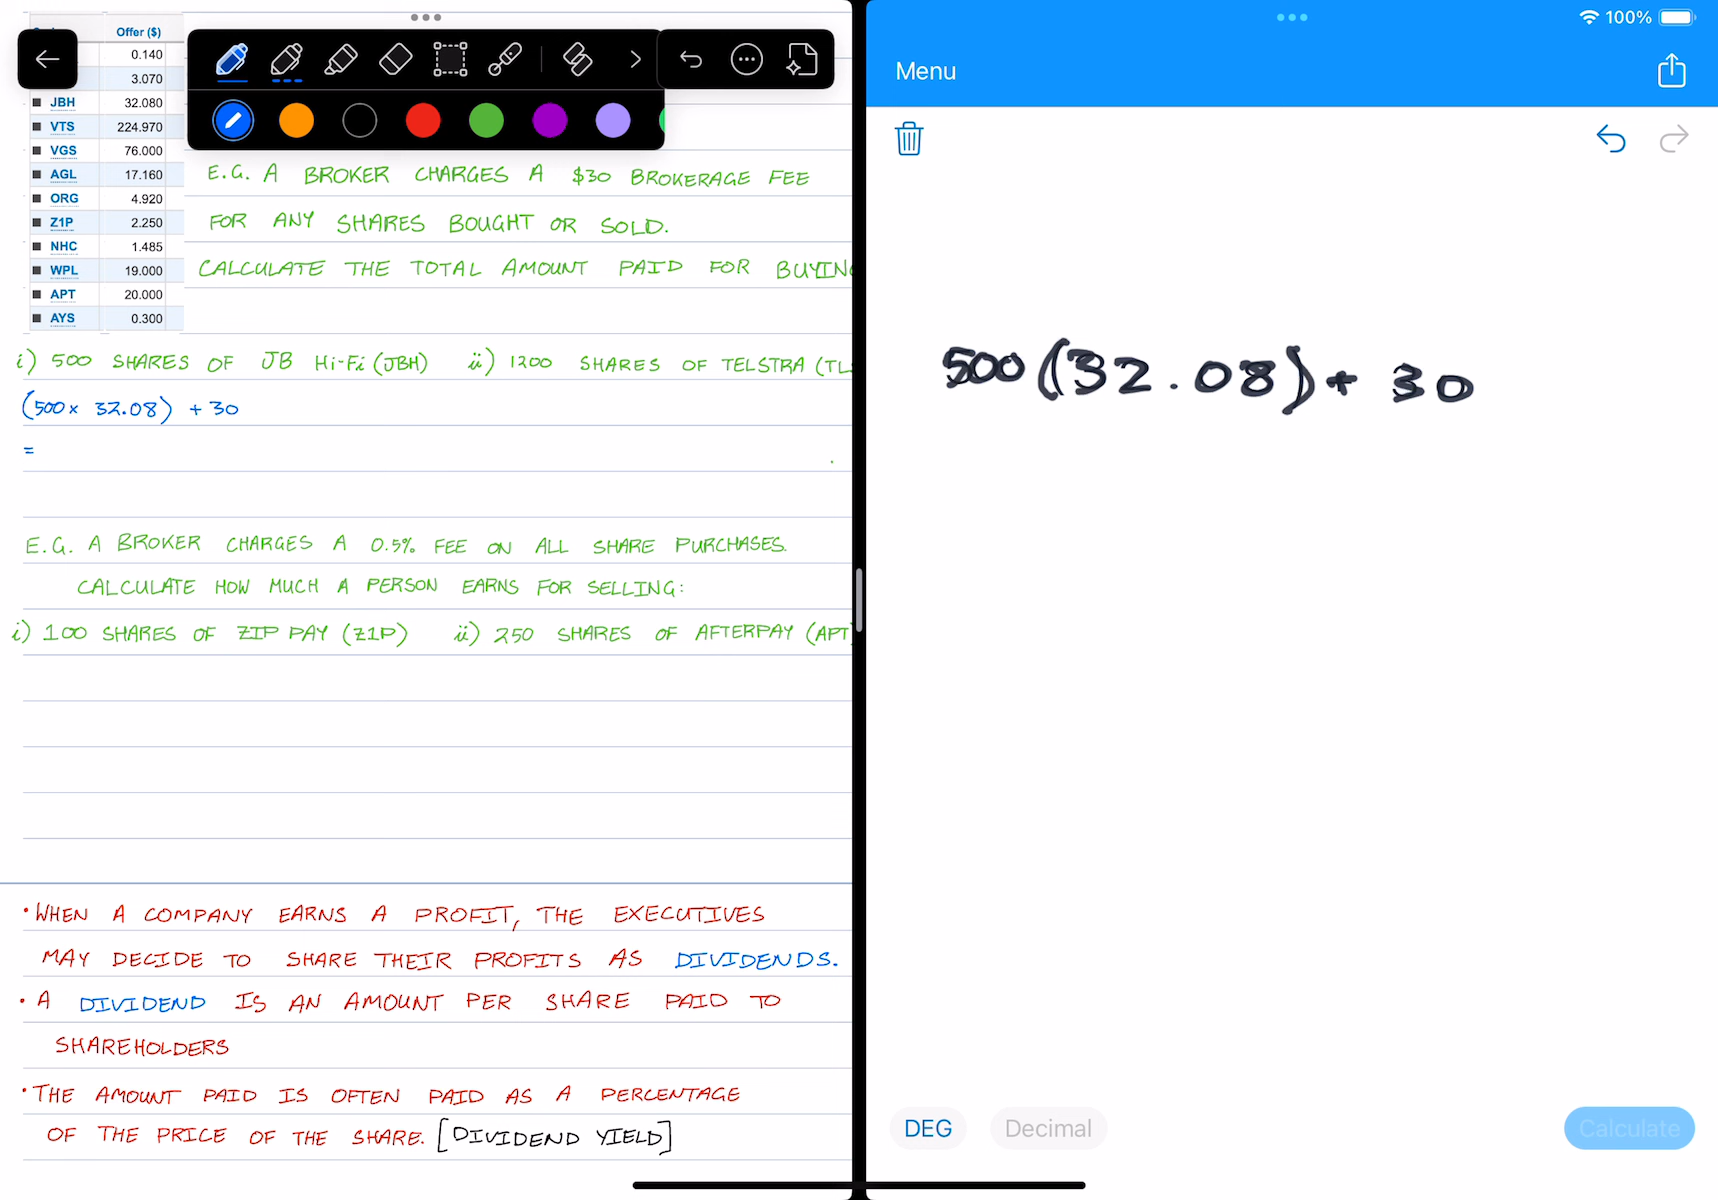 Offer ($)
0.140
3.070
JBH 32.080
VTS 224.970
VGS 76.000
AGL 17.160
ORG 4.920
Z1P 2.250
NHC 1.485
WPL 19.000
APT 20.000
AYS 0.300
E.G. A BROKER CHARGES A $30 BROKERAGE FEE
FOR ANY SHARES BOUGHT OR SOLD.
CALCULATE THE TOTAL AMOUNT PAID FOR BUYING
i) 500 SHARES OF JB Hi-Fi (JBH) ii) 1200 SHARES OF TELSTRA (TLS
(500 x 32.08) + 30
=
E.G. A BROKER CHARGES A 0.5% FEE ON ALL SHARE PURCHASES.
CALCULATE HOW MUCH A PERSON EARNS FOR SELLING:
i) 100 SHARES OF ZIP PAY (Z1P) ii) 250 SHARES OF AFTERPAY (APT)
• WHEN A COMPANY EARNS A PROFIT, THE EXECUTIVES
MAY DECIDE TO SHARE THEIR PROFITS AS DIVIDENDS.
• A DIVIDEND IS AN AMOUNT PER SHARE PAID TO
SHAREHOLDERS
• THE AMOUNT PAID IS OFTEN PAID AS A PERCENTAGE
OF THE PRICE OF THE SHARE. [DIVIDEND YIELD]
100%
Menu
500(32.08)+ 30
DEG Decimal Calculate